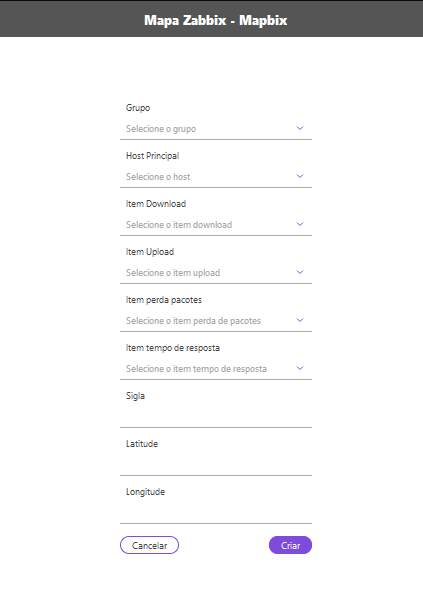 Mapa Zabbix - Mapbix
Grupo
Selecione o grupo
Host Principal
Selecione o host
Item Download
Selecione o item download
Item Upload
Selecione o item upload
Item perda pacotes
Selecione o item perda de pacotes
Item tempo de resposta
Selecione o item tempo de resposta
Sigla
Latitude
Longitude
Cancelar
Criar